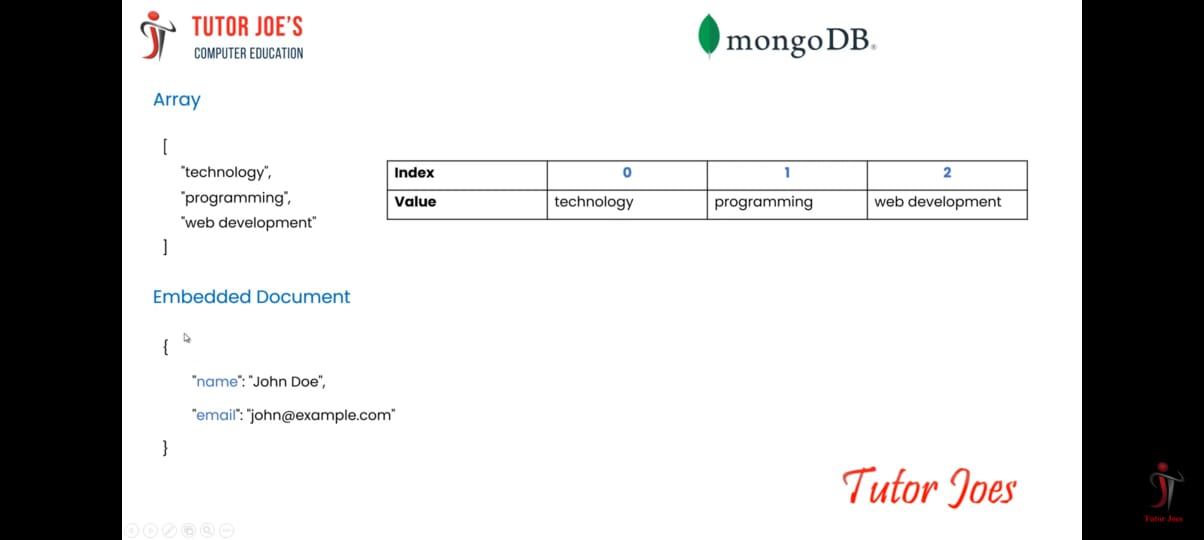 TUTOR JOE'S
COMPUTER EDUCATION
mongoDB®
Array
[
"technology",
"programming",
"web development"
]
Index 0 1 2
Value technology programming web development
Embedded Document
{
"name": "John Doe",
"email": "john@example.com"
}
Tutor Joes
Tutor Joes